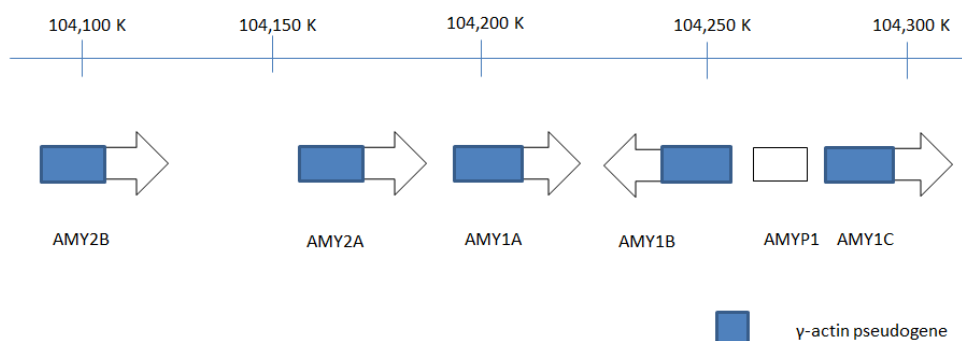 104,100 K 104,150 K 104,200 K 104,250 K 104,300 K
AMY2B AMY2A AMY1A AMY1B AMYP1 AMY1C
γ-actin pseudogene